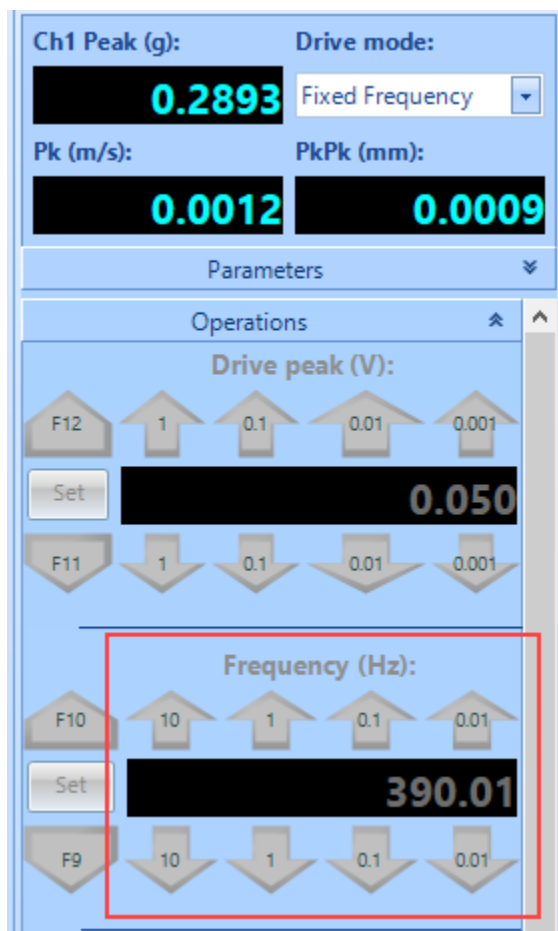 Ch1 Peak (g): Drive mode:
0.2893 Fixed Frequency
Pk (m/s): PkPk (mm):
0.0012 0.0009
Parameters
Operations
Drive peak (V):
F12 1 0.1 0.01 0.001
Set 0.050
F11 1 0.1 0.01 0.001
Frequency (Hz):
F10 10 1 0.1 0.01
Set 390.01
F9 10 1 0.1 0.01